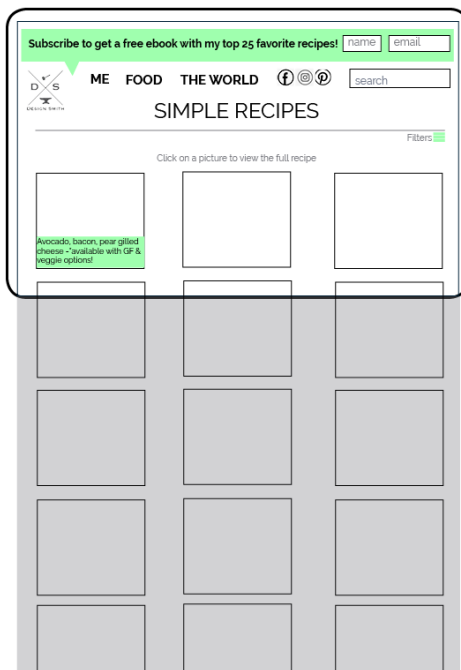 Subscribe to get a free ebook with my top 25 favorite recipes! name email
D S
DESIGN SMITH
ME FOOD THE WORLD search
SIMPLE RECIPES
Filters
Click on a picture to view the full recipe
Avocado, bacon, pear gilled
cheese -*available with GF &
veggie options!